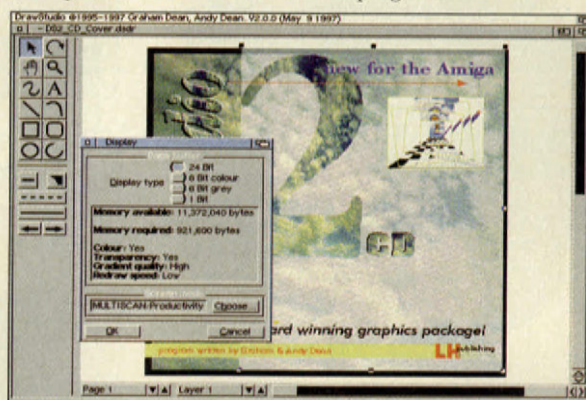 DrawStudio ©1995-1997 Graham Dean, Andy Dean. V2.0.0 (May 9 1997)
DS2_CD_Cover.dsdr
new for the Amiga
dio
2
CD
Display
Display type
24 Bit
8 Bit colour
8 Bit grey
1 Bit
Memory available: 11,372,040 bytes
Memory required: 921,600 bytes
Colour: Yes
Transparency: Yes
Gradient quality: High
Redraw speed: Low
MULTISCAN:Productivity
Choose...
OK
Cancel
ard winning graphics package!
program written by Graham & Andy Dean
LH publishing
Page 1
Layer 1